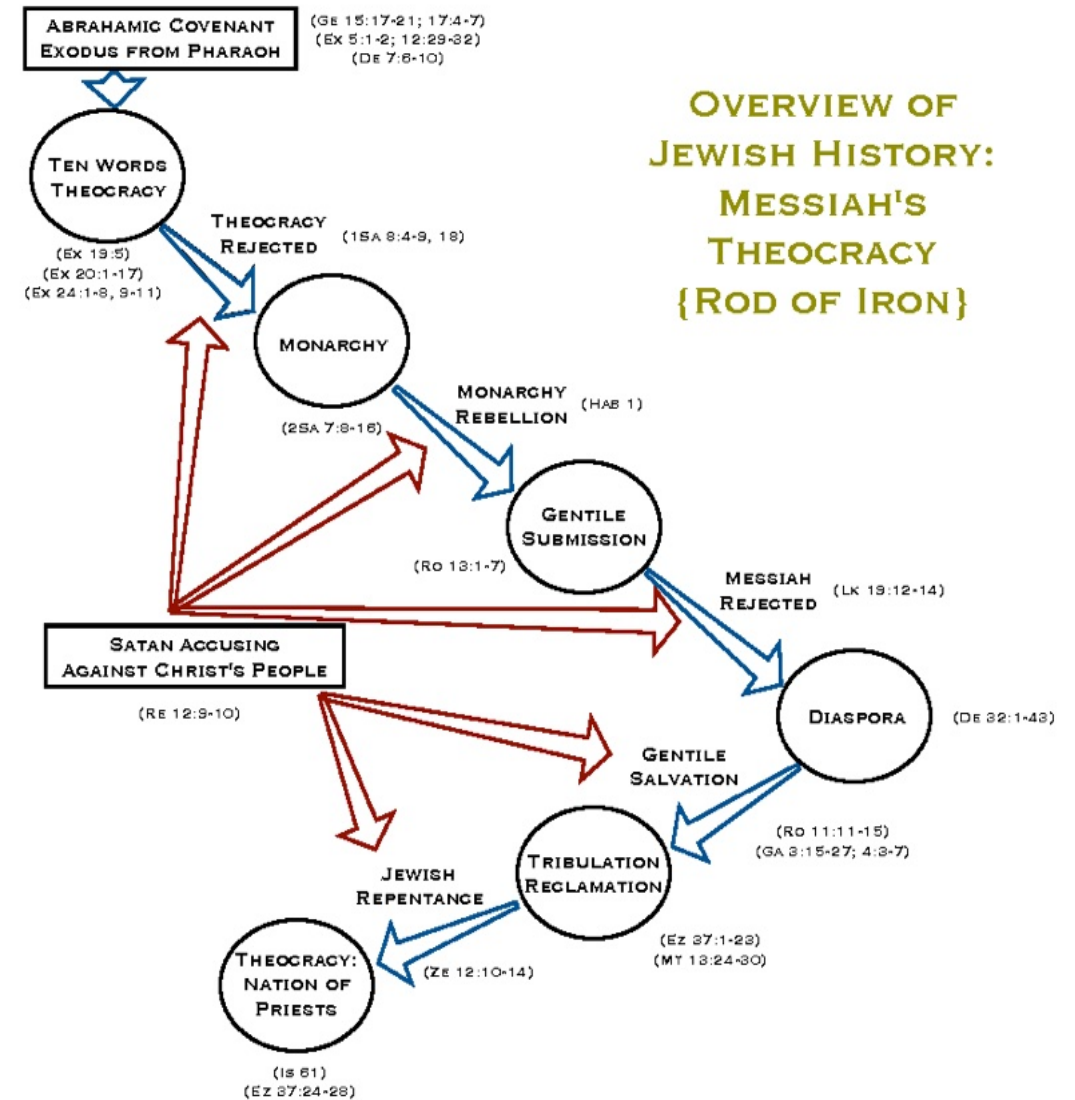 ABRAHAMIC COVENANT
EXODUS FROM PHARAOH
(GE 15:17-21; 17:4-7)
(EX 5:1-2; 12:29-32)
(DE 7:6-10)
OVERVIEW OF
JEWISH HISTORY:
MESSIAH'S
THEOCRACY
{ROD OF IRON}
TEN WORDS
THEOCRACY
(EX 19:5)
(EX 20:1-17)
(EX 24:1-8, 9-11)
THEOCRACY
REJECTED
(1SA 8:4-9, 18)
MONARCHY
(2SA 7:8-16)
MONARCHY
REBELLION
(HAB 1)
GENTILE
SUBMISSION
(RO 13:1-7)
MESSIAH
REJECTED
(LK 19:12-14)
SATAN ACCUSING
AGAINST CHRIST'S PEOPLE
(RE 12:9-10)
DIASPORA
(DE 32:1-43)
GENTILE
SALVATION
(RO 11:11-15)
(GA 3:15-27; 4:3-7)
TRIBULATION
RECLAMATION
(EZ 37:1-23)
(MT 13:24-30)
JEWISH
REPENTANCE
(ZE 12:10-14)
THEOCRACY:
NATION OF
PRIESTS
(IS 61)
(EZ 37:24-28)